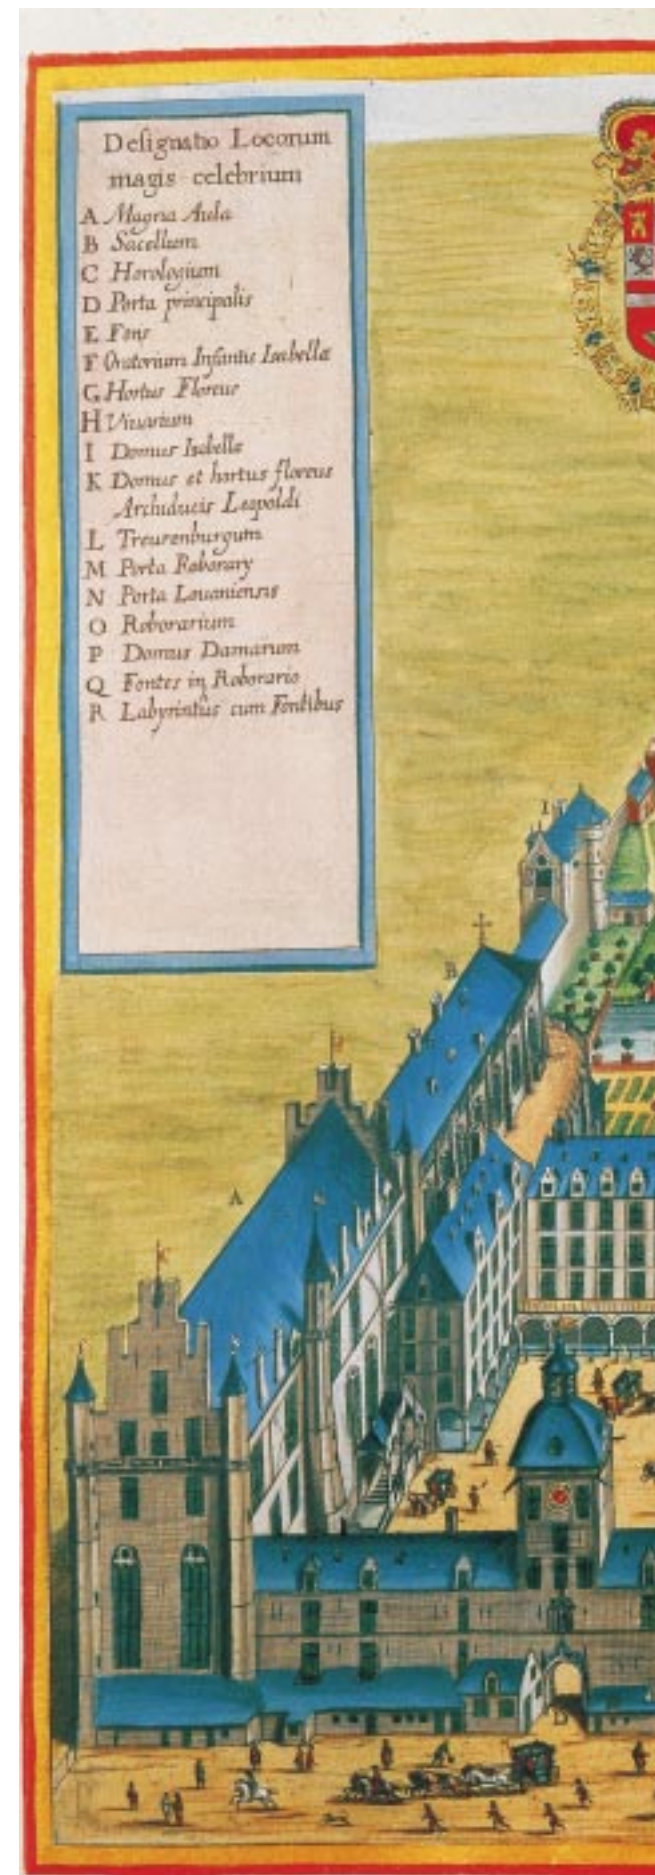 Designatio Locorum
magis celebrium
A Magna Aula
B Sacellum
C Horologium
D Porta principalis
E Fons
F Oratorium Infantis Isabellæ
G Hortus Floreus
H Vivarium
I Domus Isabellæ
K Domus et hortus floreus
Archiducis Leopoldi
L Treurenburgum
M Porta Roborary
N Porta Lovaniensis
O Roborarium
P Domus Damarum
Q Fontes in Roborario
R Labyrintus cum Fontibus
I
B
A
D